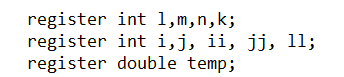 register int l,m,n,k;
register int i,j, ii, jj, ll;
register double temp;